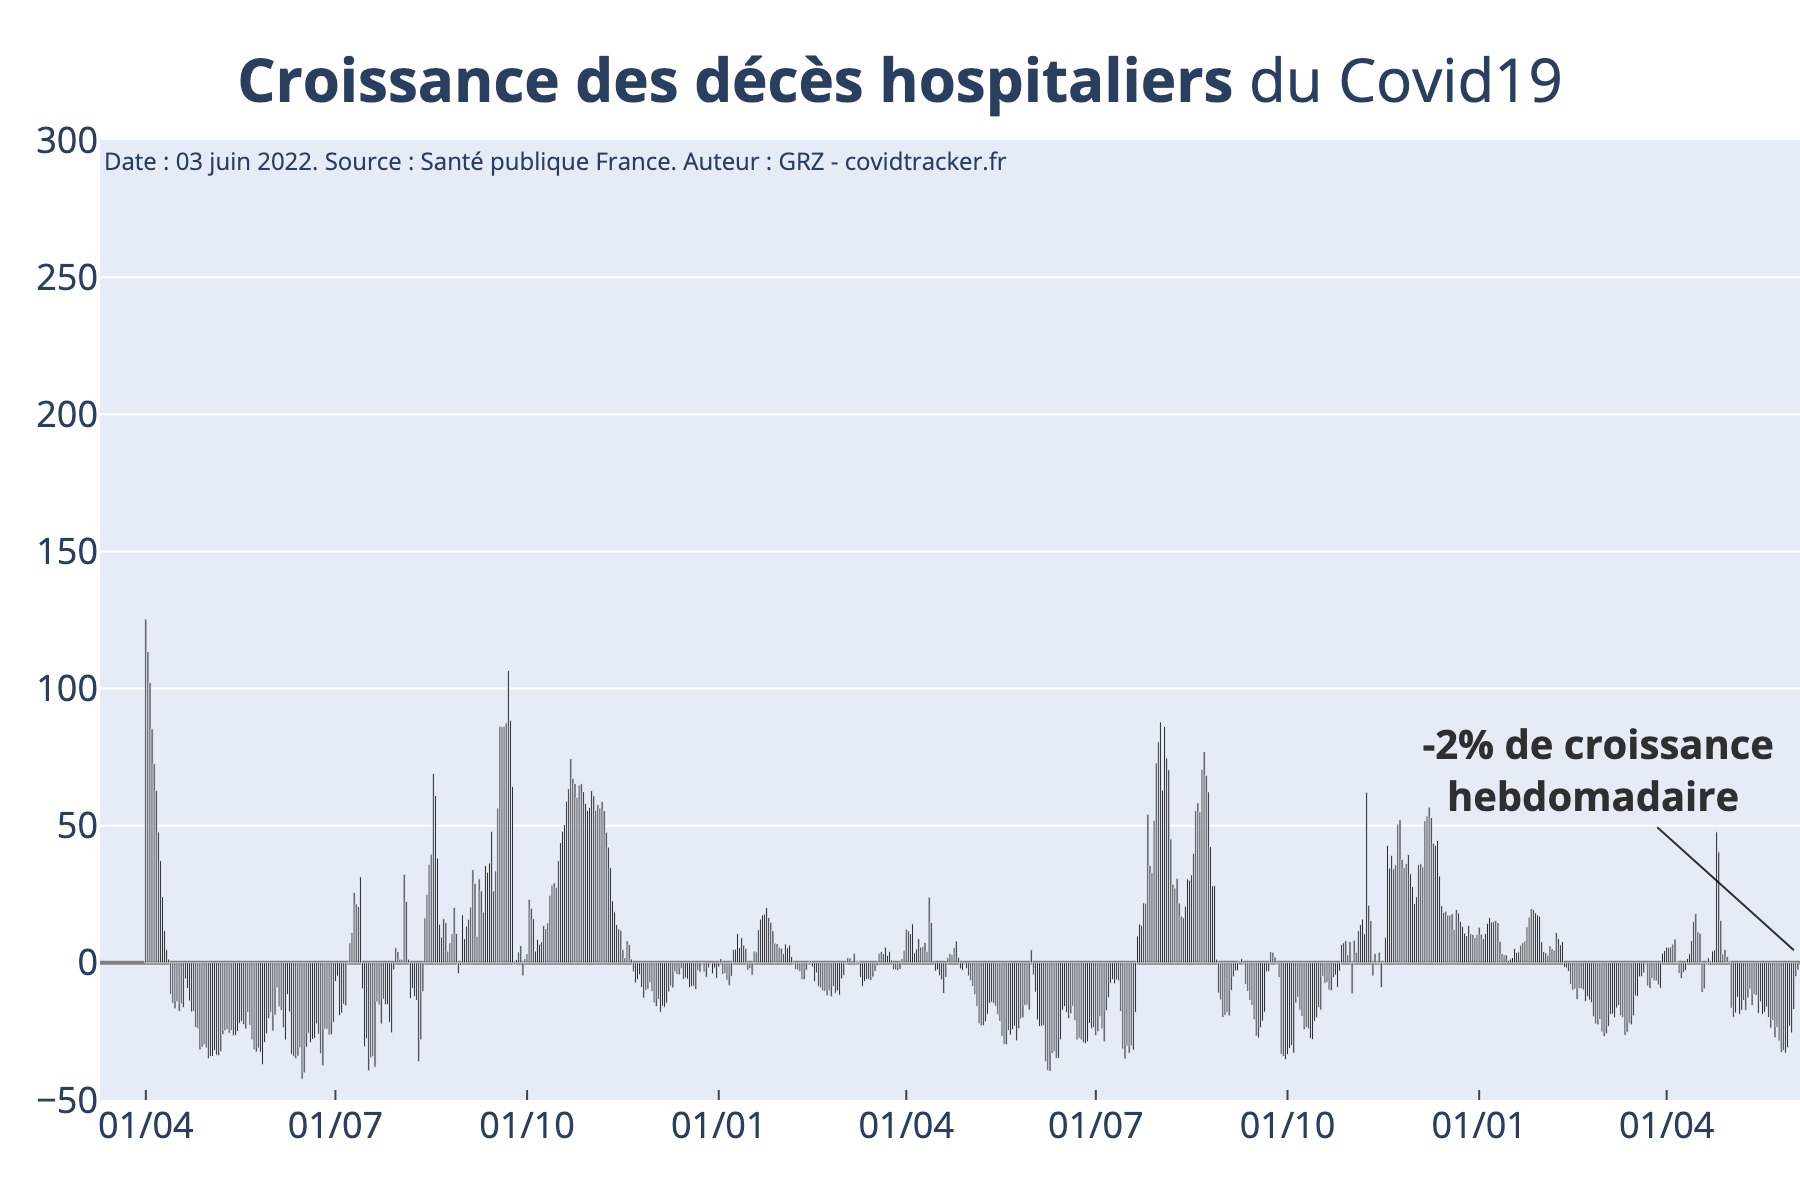 Croissance des décès hospitaliers du Covid19
300
Date : 03 juin 2022. Source : Santé publique France. Auteur : GRZ - covidtracker.fr
250
200
150
100
-2% de croissance
hebdomadaire
50
0
−50
01/04 01/07 01/10 01/01 01/04 01/07 01/10 01/01 01/04